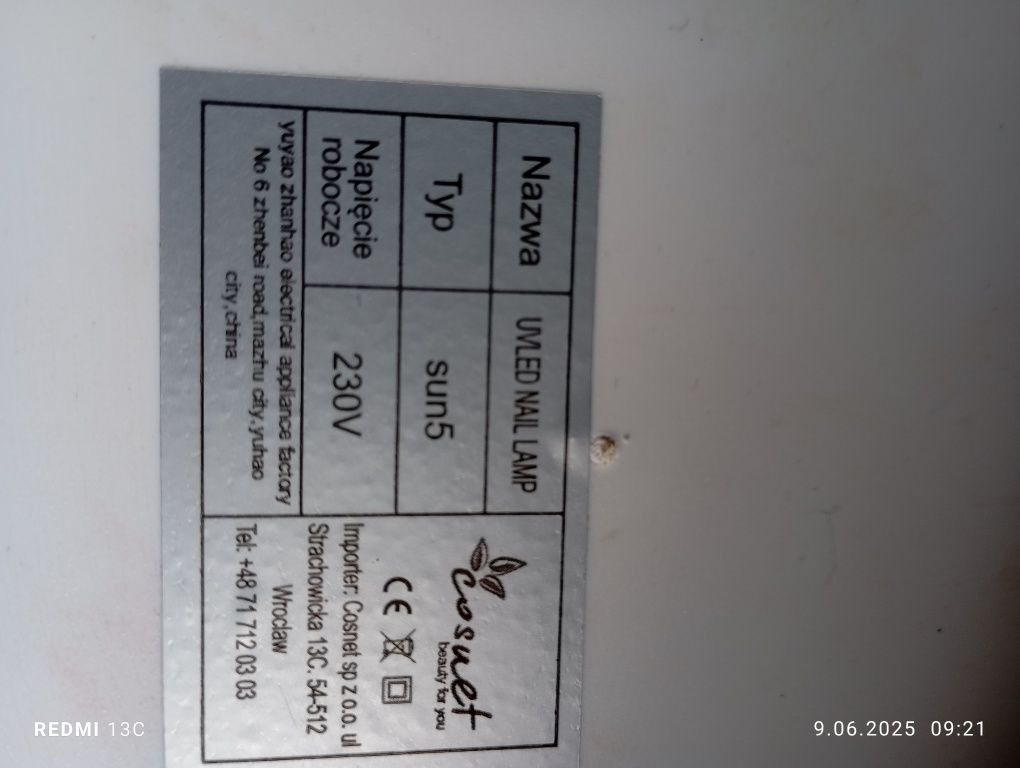 Nazwa UVLED NAIL LAMP
Typ sun5
Napięcie
robocze
230V
yuyao zhanhao electrical appliance factory
No 6 zhenbei road,mazhu city,yuhao
city,china
cosnet
beauty for you
CE
Importer: Cosnet sp z o.o. ul
Strachowicka 13C. 54-512
Wrocław
Tel: +48 71 712 03 03
REDMI 13C
9.06.2025 09:21